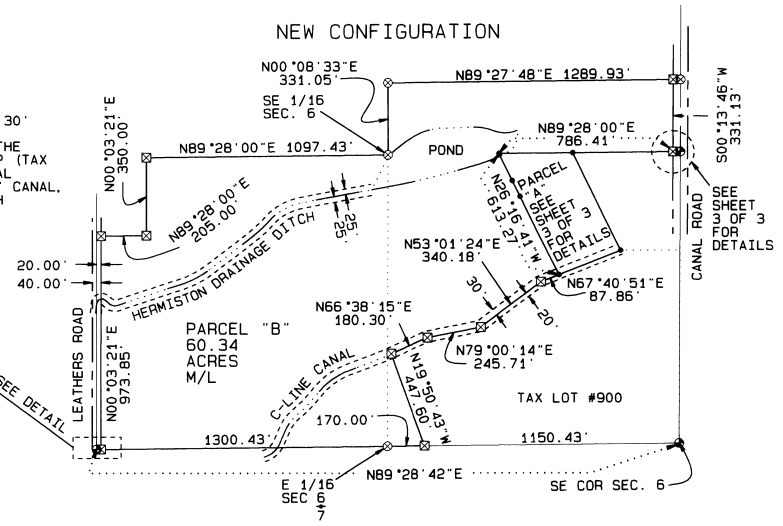 NEW CONFIGURATION
N00°08'33"E
331.05'
N89°27'48"E 1289.93'
SE 1/16
SEC. 6
S00°13'46"W
331.13'
30'
THE
(TAX
CANAL,
N00°03'21"E
350.00'
N89°28'00"E 1097.43'
POND
N89°28'00"E
786.41'
N89°28'00"E
205.00'
25'
25'
N26°16'41"W
613.27'
PARCEL
"A"
SEE
SHEET
3 OF 3
FOR
DETAILS
SEE
SHEET
3 OF 3
FOR
DETAILS
CANAL ROAD
HERMISTON DRAINAGE DITCH
N53°01'24"E
340.18'
20.00'
40.00'
30'
20'
N67°40'51"E
87.86'
N66°38'15"E
180.30'
PARCEL "B"
60.34
ACRES
M/L
LEATHERS ROAD
N00°03'21"E
973.85'
N79°00'14"E
245.71'
C-LINE CANAL
N19°50'43"W
447.60'
TAX LOT #900
SEE DETAIL
1300.43'
170.00'
1150.43'
E 1/16
SEC 6
7
N89°28'42"E
SE COR SEC. 6